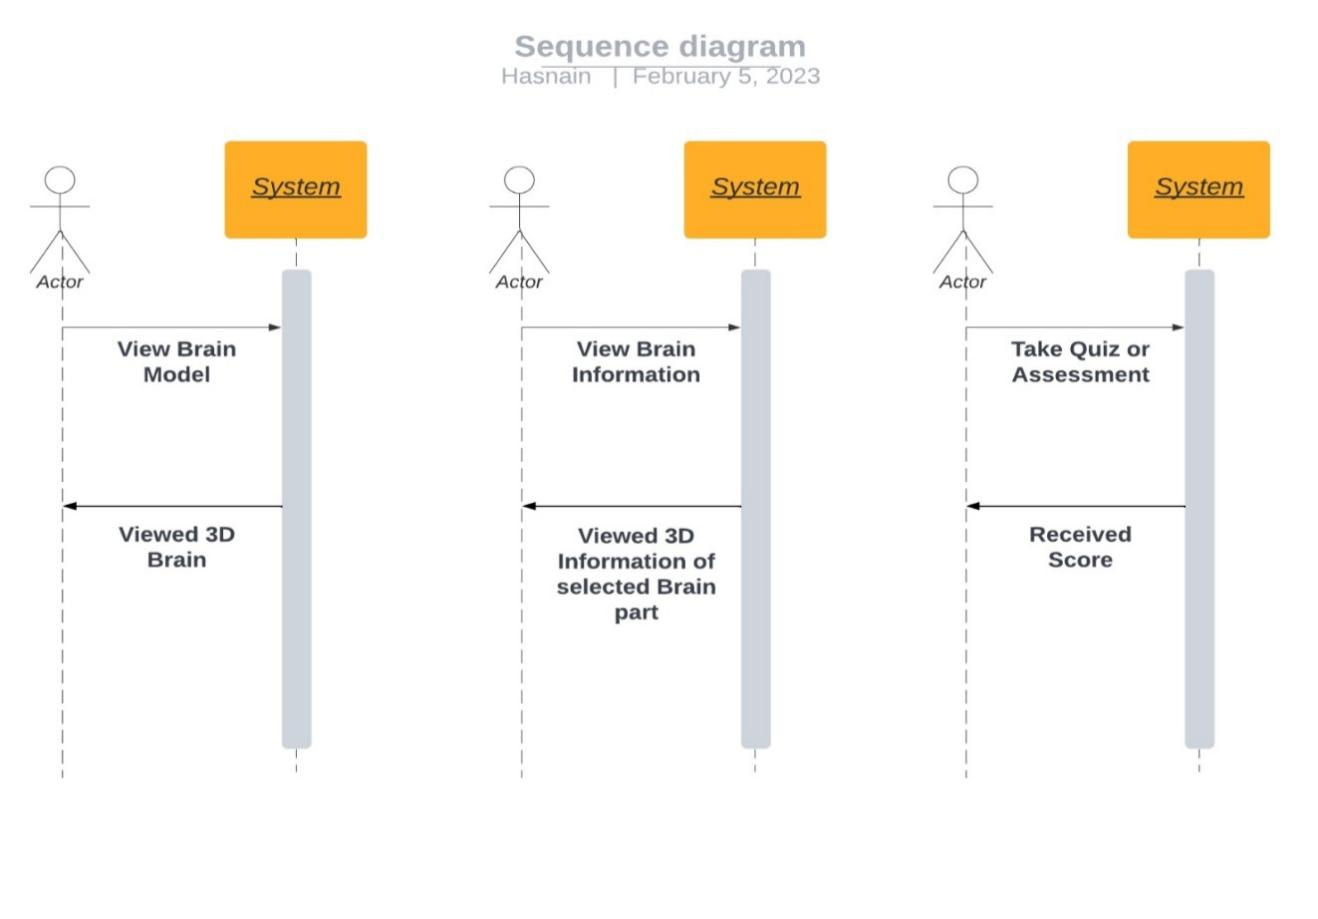 Sequence diagram
Hasnain | February 5, 2023
System
Actor
View Brain
Model
Viewed 3D
Brain
System
Actor
View Brain
Information
Viewed 3D
Information of
selected Brain
part
System
Actor
Take Quiz or
Assessment
Received
Score